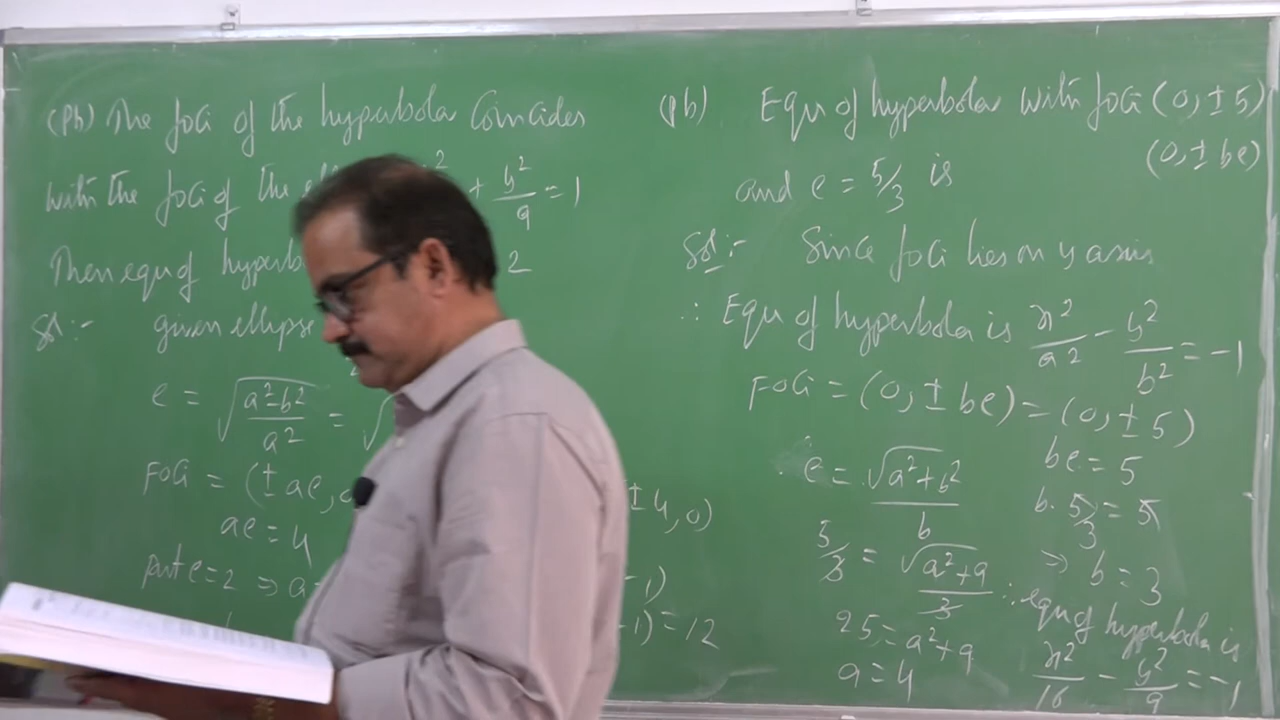 (Pb) The foci of the hyperbola Coincides
with the foci of the 2 + y²/9 = 1
Then equ of hyperb 2
Sol:- given ellipse
e = √(a²-b²/a²) = √
FOCi = (± ae, ±4, 0)
ae = 4
put e = 2 ⇒ a -1)
-1) = 12
(Pb) Equ of hyperbola with foci (0, ± 5)
(0, ± be)
and e = 5/3 is
Sol:- Since foci lies on y axis
∴ Equ of hyperbola is x²/a² - y²/b² = -1
FOCi = (0, ± be) = (0, ± 5)
e = √(a²+b²)/b
be = 5
b. 5/3 = 5
5/3 = √(a²+9)/3
⇒ b = 3
25 = a²+9
a = 4
∴ equ of hyperbola is
x²/16 - y²/9 = -1